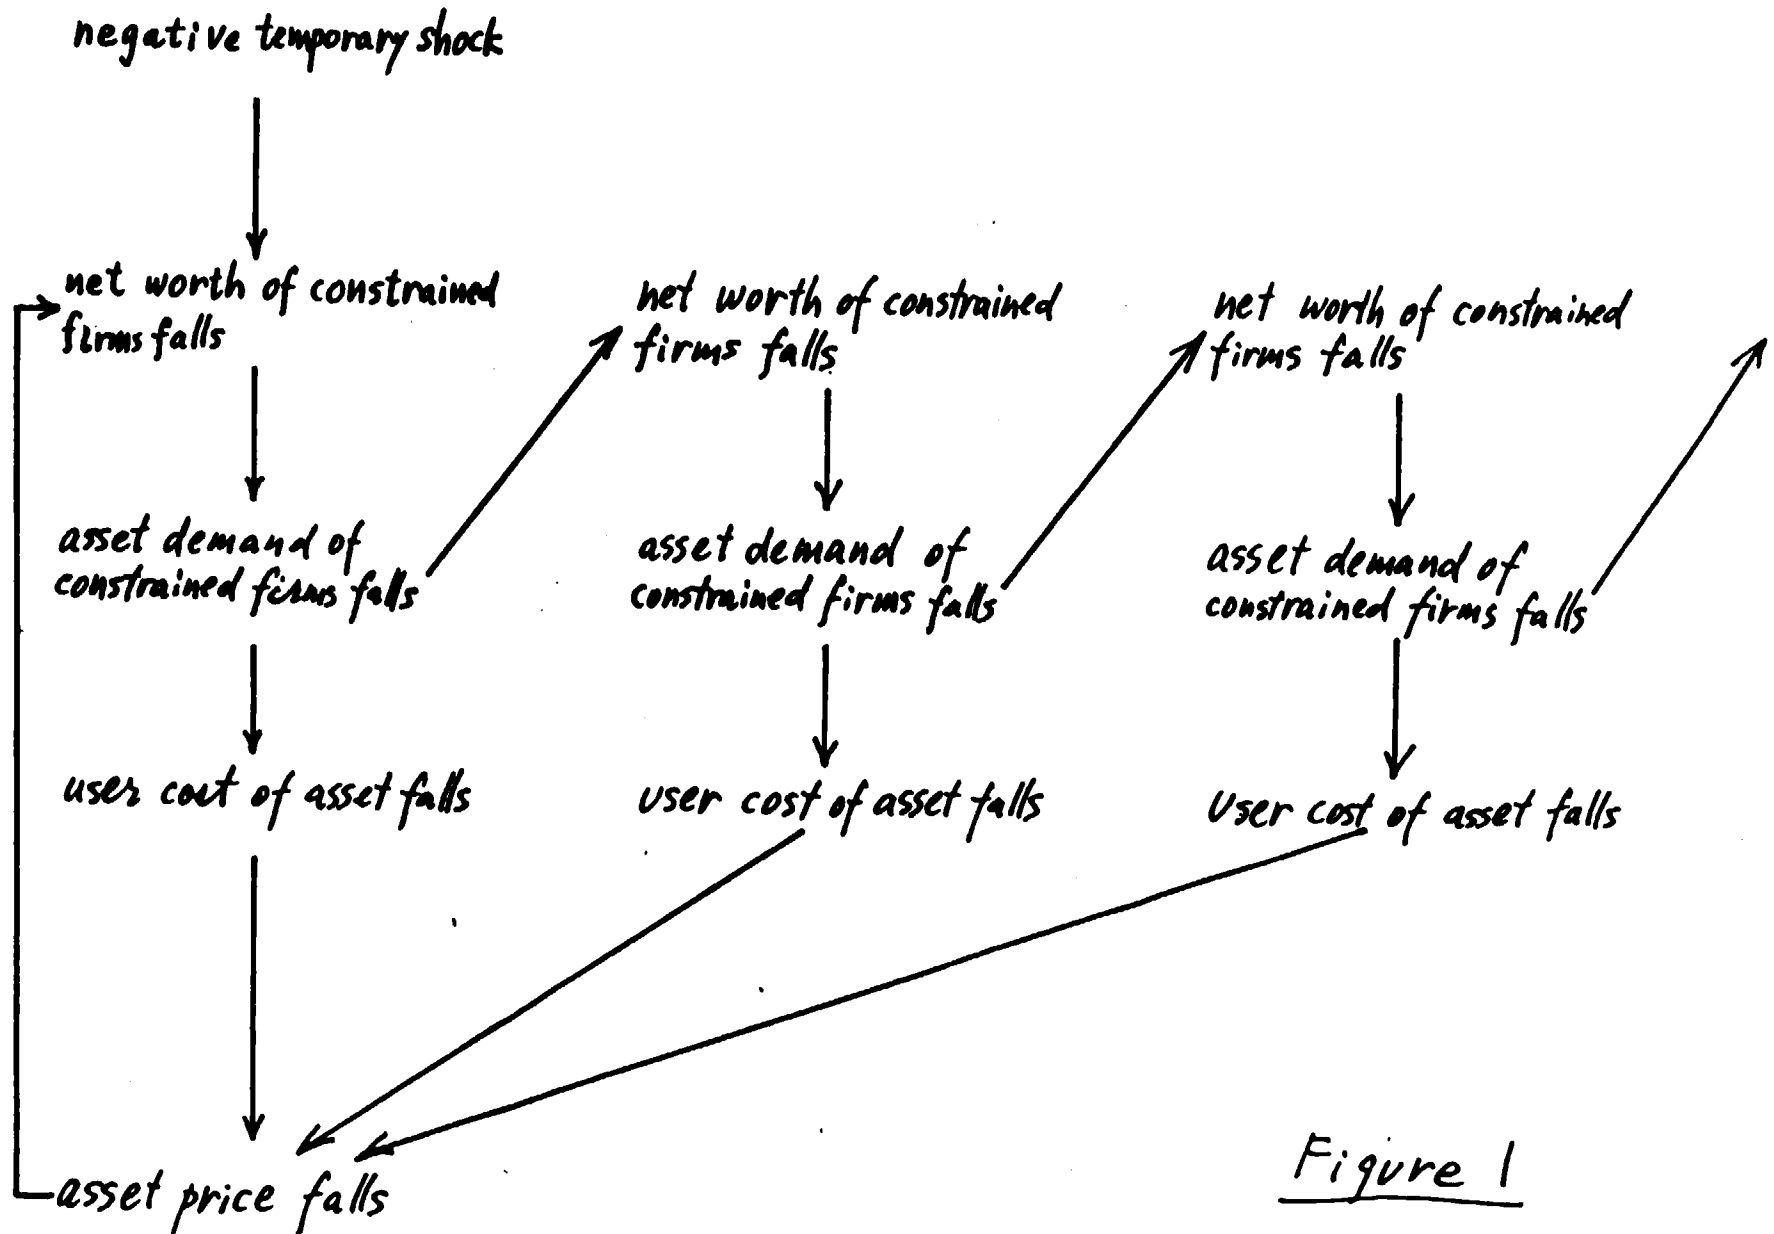 negative temporary shock
net worth of constrained
firms falls
asset demand of
constrained firms falls
user cost of asset falls
asset price falls
net worth of constrained
firms falls
asset demand of
constrained firms falls
user cost of asset falls
net worth of constrained
firms falls
asset demand of
constrained firms falls
user cost of asset falls
Figure 1